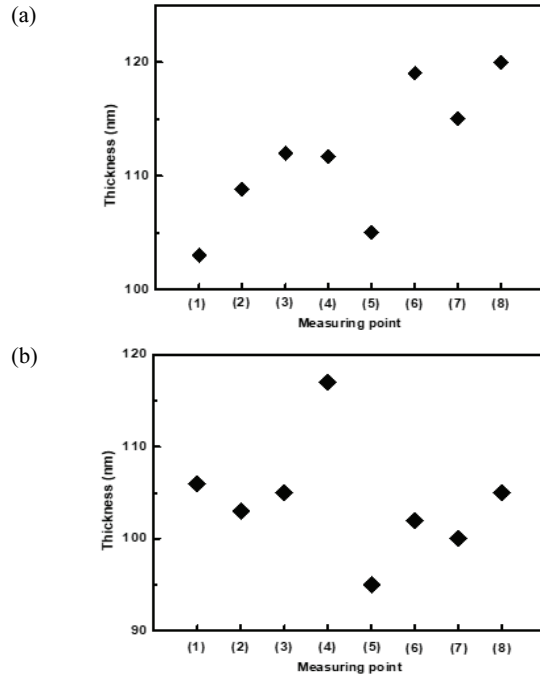 (a)
120
110
100
Thickness (nm)
(1) (2) (3) (4) (5) (6) (7) (8)
Measuring point
(b)
120
110
100
90
Thickness (nm)
(1) (2) (3) (4) (5) (6) (7) (8)
Measuring point